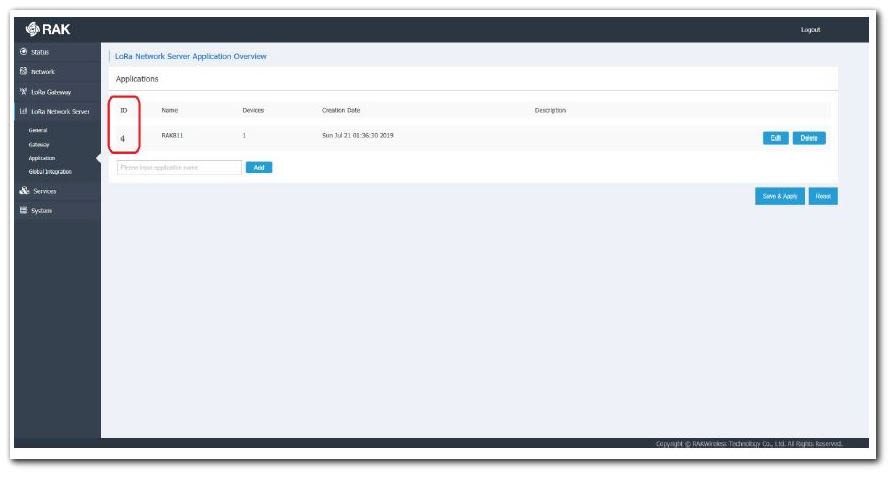 RAK
Logout
Status
Network
LoRa Gateway
LoRa Network Server
General
Gateway
Application
Global Integration
Services
System
LoRa Network Server Application Overview
Applications
ID Name Devices Creation Date Description
4 RAK811 1 Sun Jul 21 01:36:30 2019 Edit Delete
Please input application name Add
Save & Apply Reset
Copyright © RAKWireless Technology Co., Ltd. All Rights Reserved.